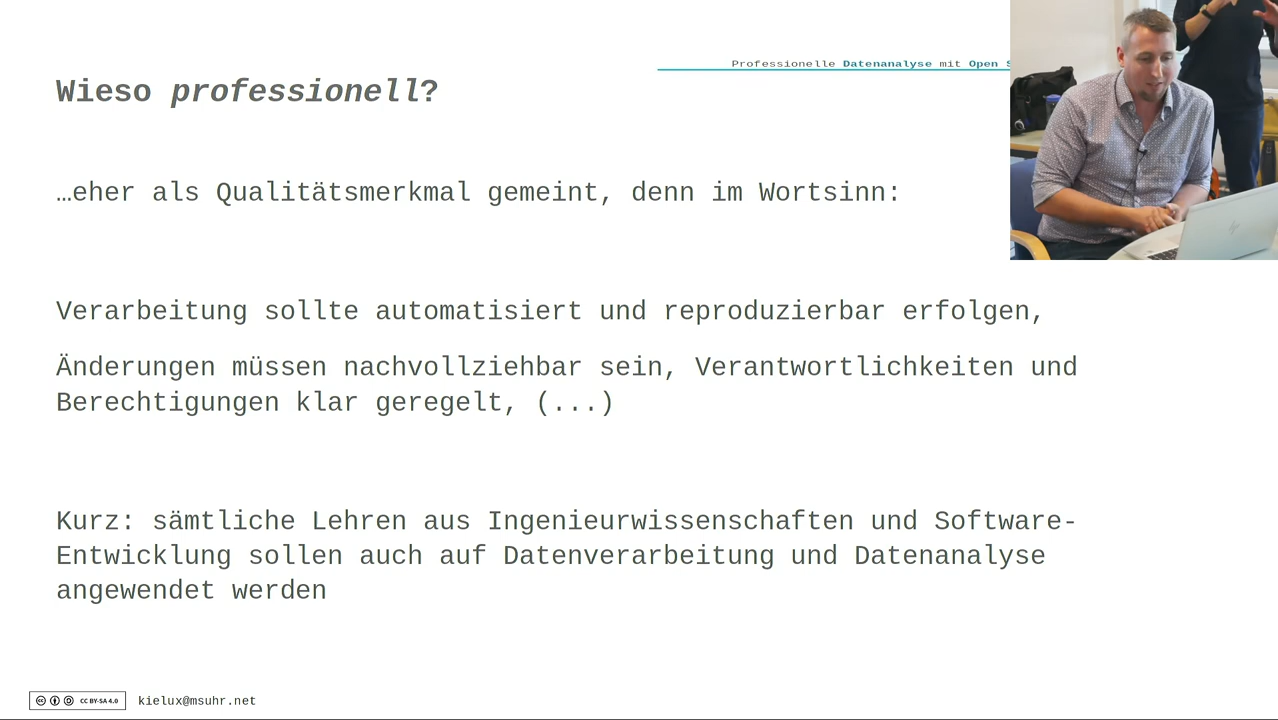 Professionelle Datenanalyse mit Open
Wieso professionell?
…eher als Qualitätsmerkmal gemeint, denn im Wortsinn:
Verarbeitung sollte automatisiert und reproduzierbar erfolgen,
Änderungen müssen nachvollziehbar sein, Verantwortlichkeiten und
Berechtigungen klar geregelt, (...)
Kurz: sämtliche Lehren aus Ingenieurwissenschaften und Software-
Entwicklung sollen auch auf Datenverarbeitung und Datenanalyse
angewendet werden
CC BY-SA 4.0 kielux@msuhr.net